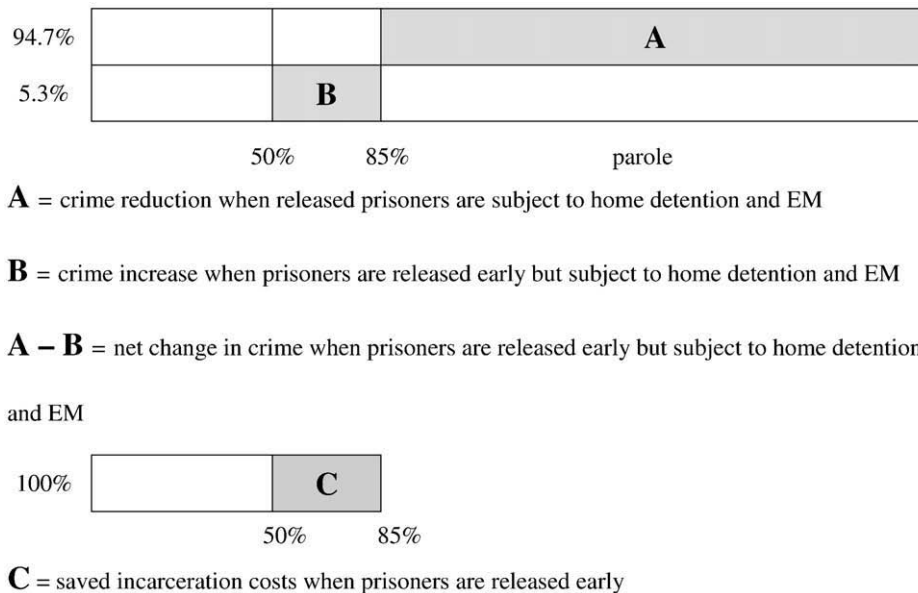 94.7%
A
5.3%
B
50% 85% parole
A = crime reduction when released prisoners are subject to home detention and EM
B = crime increase when prisoners are released early but subject to home detention and EM
A – B = net change in crime when prisoners are released early but subject to home detention
and EM
100%
C
50% 85%
C = saved incarceration costs when prisoners are released early